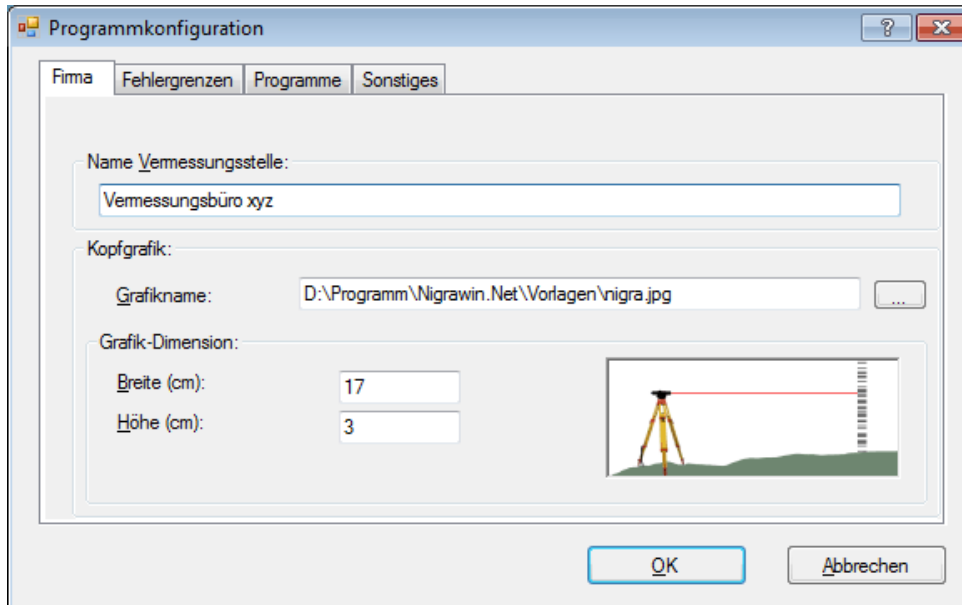 Programmkonfiguration
Firma Fehlergrenzen Programme Sonstiges
Name Vermessungsstelle:
Vermessungsbüro xyz
Kopfgrafik:
Grafikname: D:\Programm\Nigrawin.Net\Vorlagen\nigra.jpg ...
Grafik-Dimension:
Breite (cm): 17
Höhe (cm): 3
OK Abbrechen